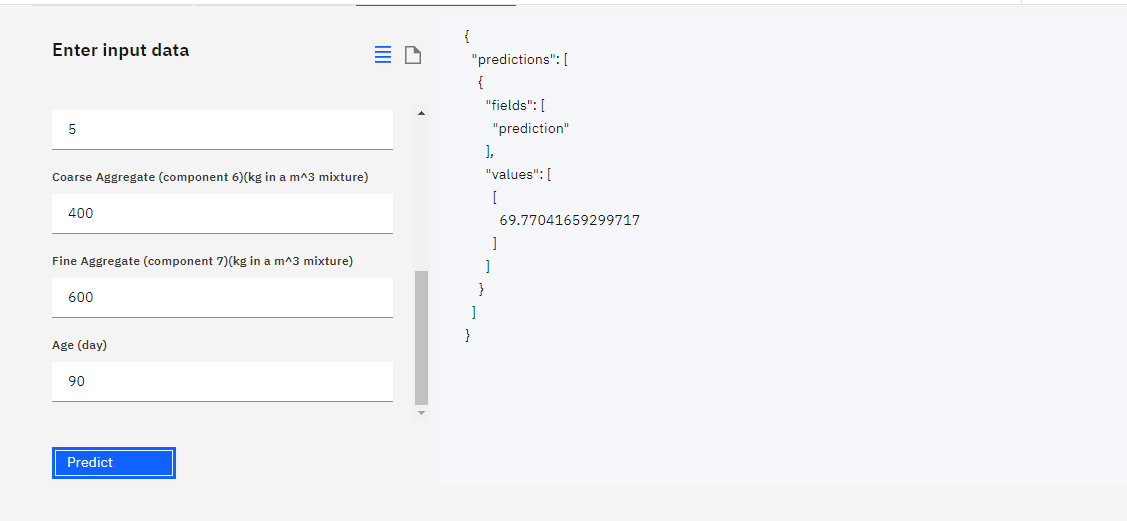 Enter input data
5
Coarse Aggregate (component 6)(kg in a m^3 mixture)
400
Fine Aggregate (component 7)(kg in a m^3 mixture)
600
Age (day)
90
Predict
{
"predictions": [
{
"fields": [
"prediction"
],
"values": [
[
69.77041659299717
]
]
}
]
}